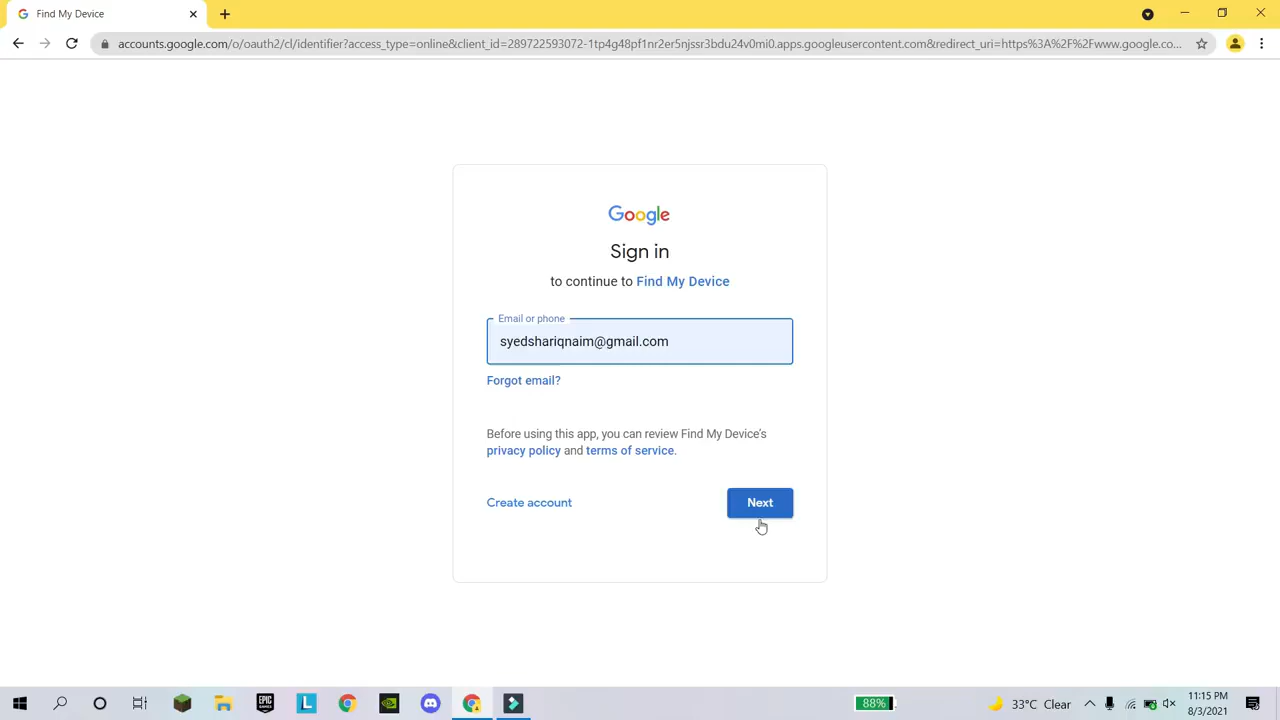 Find My Device
accounts.google.com/o/oauth2/cl/identifier?access_type=online&client_id=289722593072-1tp4g48pf1nr2er5njssr3bdu24v0mi0.apps.googleusercontent.com&redirect_uri=https%3A%2F%2Fwww.google.co...
Google
Sign in
to continue to Find My Device
Email or phone
syedshariqnaim@gmail.com
Forgot email?
Before using this app, you can review Find My Device's
privacy policy and terms of service.
Create account
Next
EPIC GAMES
L
88%
33°C Clear
11:15 PM
8/3/2021